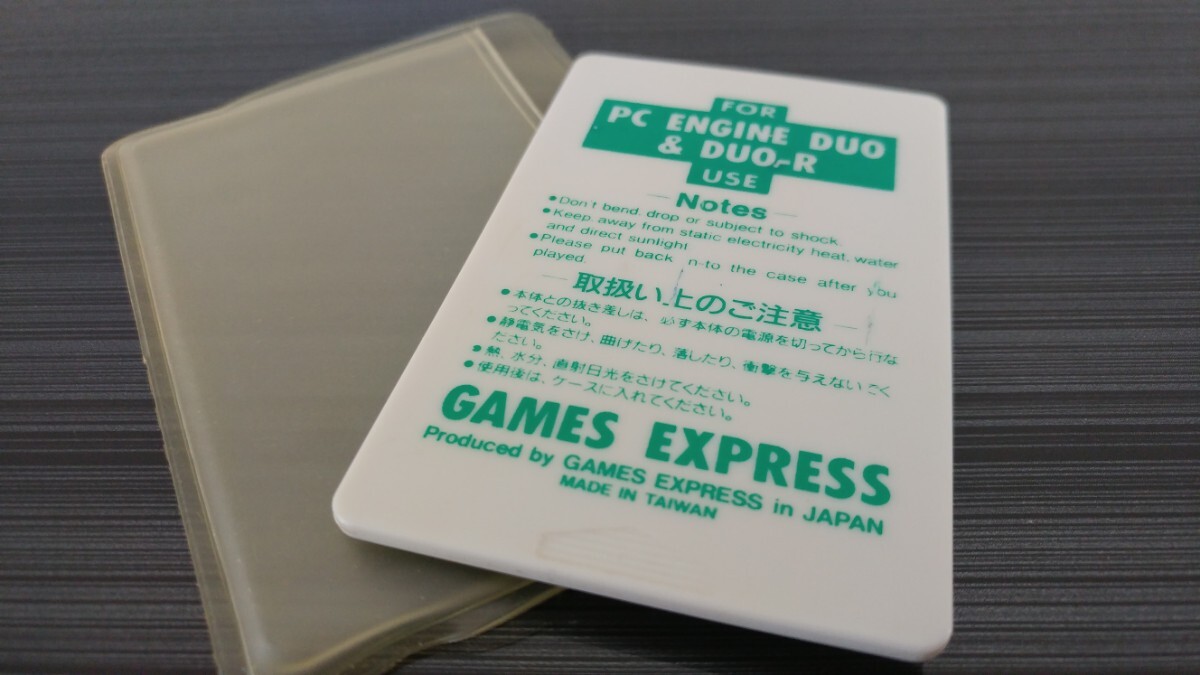 FOR
PC ENGINE DUO
& DUO-R
USE
Notes
•Don't bend, drop or subject to shock.
•Keep away from static electricity heat, water
and direct sunlight
•Please put back n-to the case after you
played.
取扱い上のご注意
•本体との抜き差しは、必ず本体の電源を切ってから行な
ってください。
•静電気をさけ、曲げたり、落したり、衝撃を与えないでく
ださい。
•熱、水分、直射日光をさけてください。
•使用後は、ケースに入れてください。
GAMES EXPRESS
Produced by GAMES EXPRESS in JAPAN
MADE IN TAIWAN